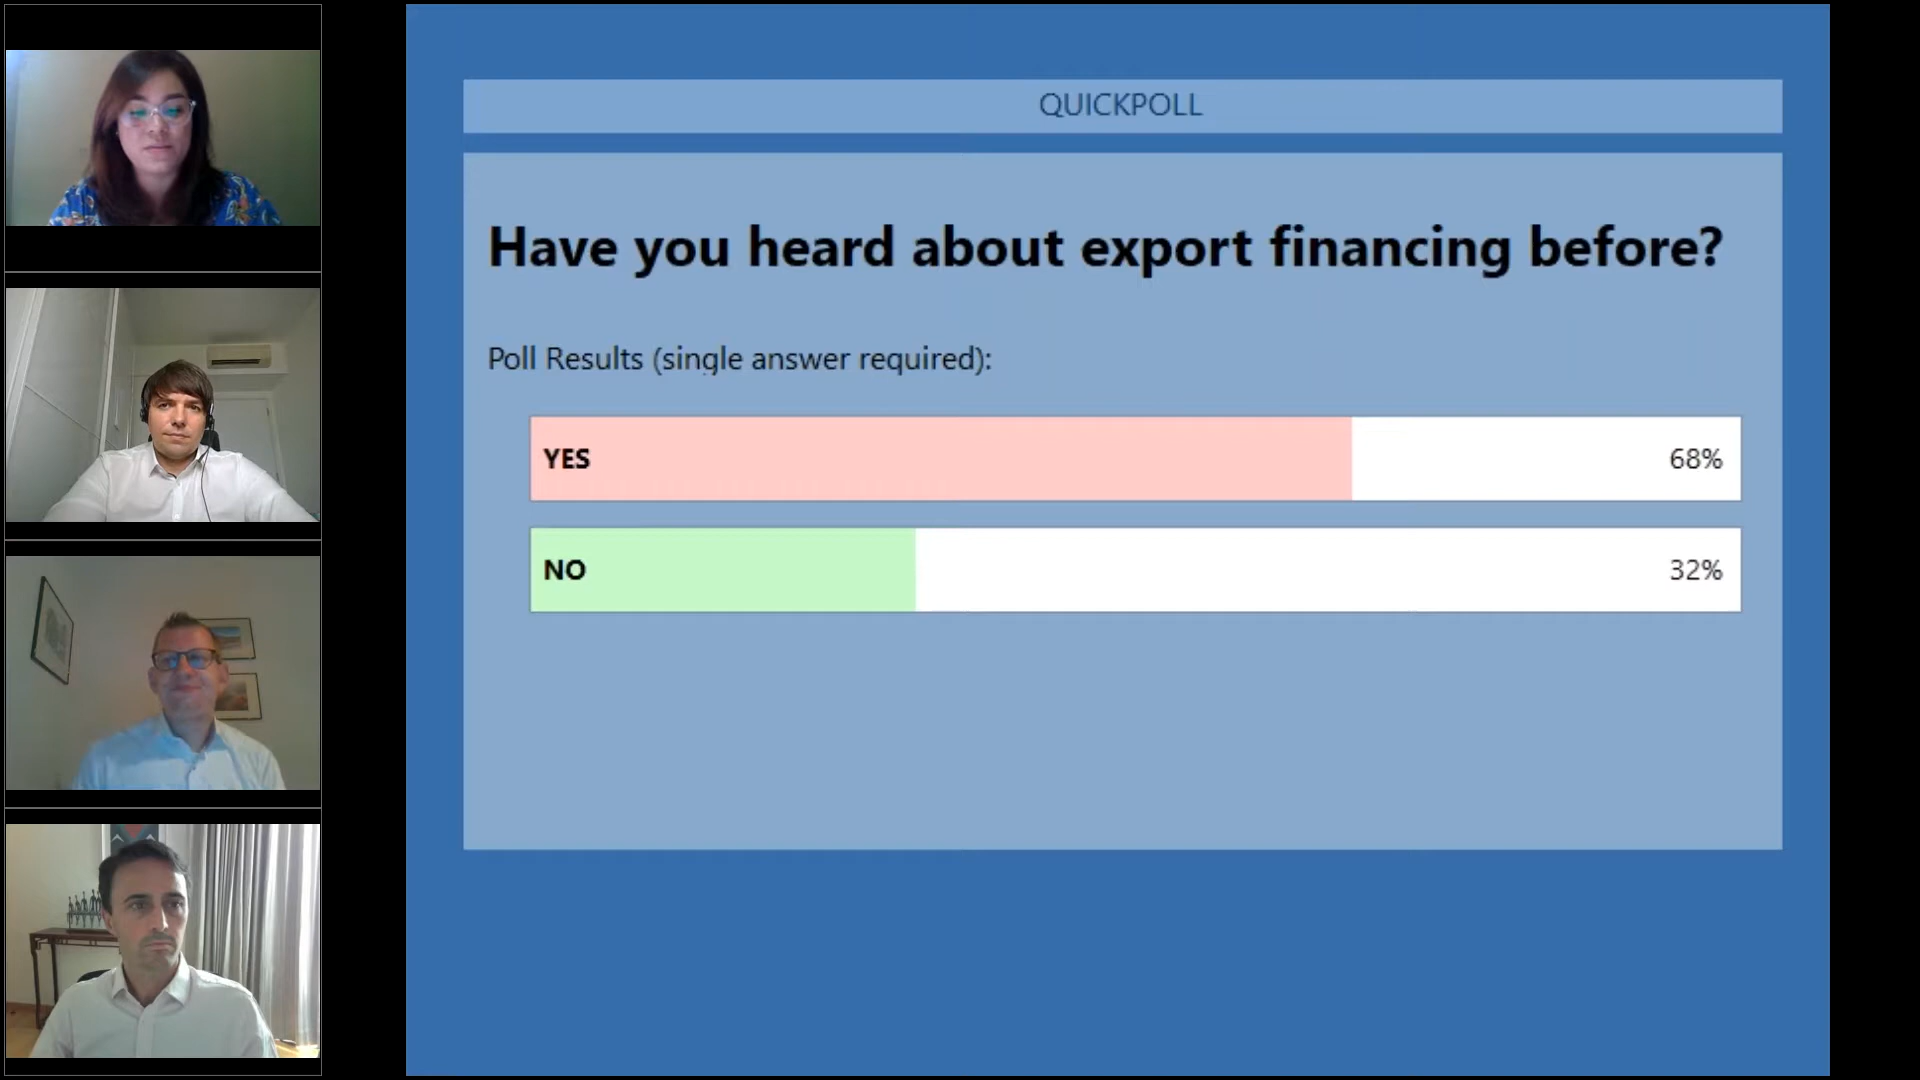 QUICKPOLL
Have you heard about export financing before?
Poll Results (single answer required):
YES 68%
NO 32%